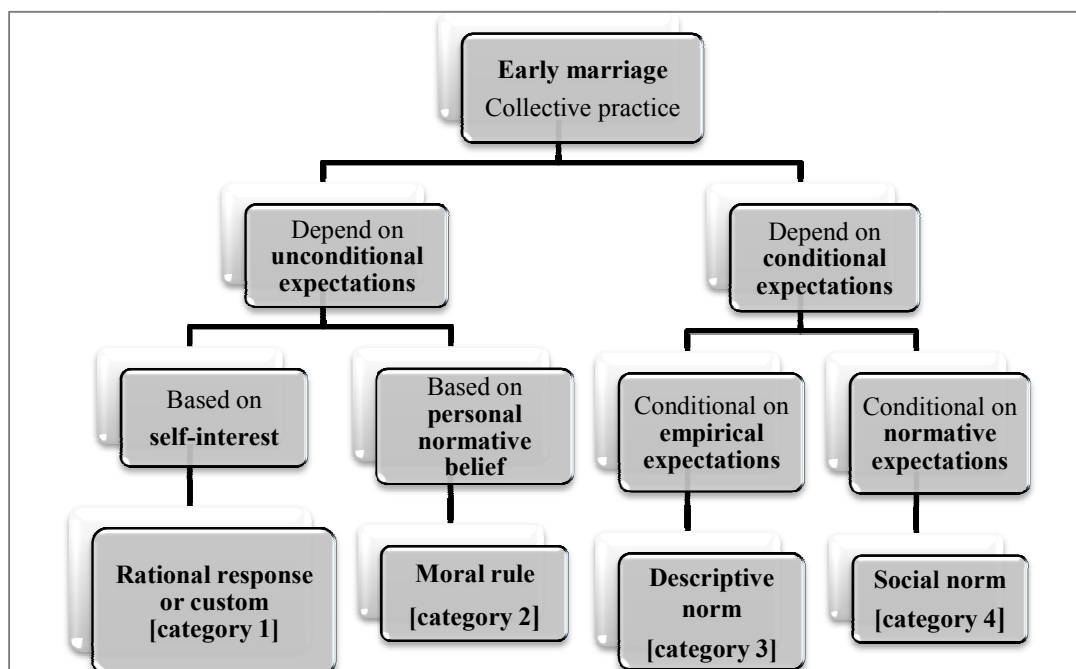 Early marriage
Collective practice
Depend on
unconditional
expectations
Depend on
conditional
expectations
Based on
self-interest
Based on
personal
normative
belief
Conditional on
empirical
expectations
Conditional on
normative
expectations
Rational response
or custom
[category 1]
Moral rule
[category 2]
Descriptive
norm
[category 3]
Social norm
[category 4]